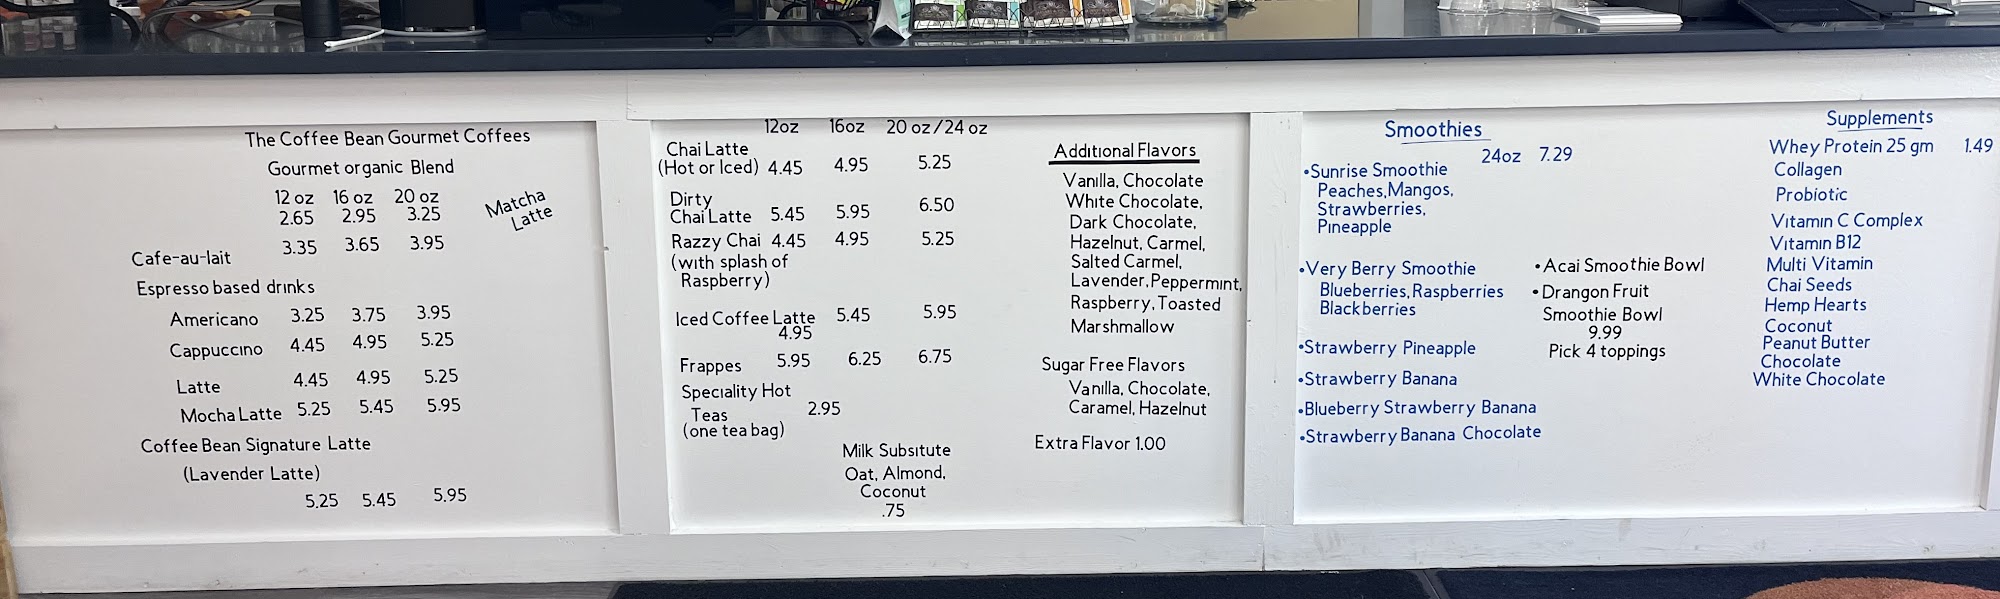 The Coffee Bean Gourmet Coffees
Gourmet organic Blend
12 oz 16 oz 20 oz
2.65 2.95 3.25
Matcha
Latte
Cafe-au-lait 3.35 3.65 3.95
Espresso based drinks
Americano 3.25 3.75 3.95
Cappuccino 4.45 4.95 5.25
Latte 4.45 4.95 5.25
Mocha Latte 5.25 5.45 5.95
Coffee Bean Signature Latte
(Lavender Latte)
5.25 5.45 5.95
12oz 16oz 20 oz/24 oz
Chai Latte
(Hot or Iced) 4.45 4.95 5.25
Dirty
Chai Latte 5.45 5.95 6.50
Razzy Chai 4.45 4.95 5.25
(with splash of
Raspberry)
Iced Coffee Latte 5.45 5.95
4.95
Frappes 5.95 6.25 6.75
Speciality Hot
Teas 2.95
(one tea bag)
Milk Subsitute
Oat, Almond,
Coconut
.75
Additional Flavors
Vanilla, Chocolate
White Chocolate,
Dark Chocolate,
Hazelnut, Carmel,
Salted Carmel,
Lavender, Peppermint,
Raspberry, Toasted
Marshmallow
Sugar Free Flavors
Vanilla, Chocolate,
Caramel, Hazelnut
Extra Flavor 1.00
Smoothies
24oz 7.29
•Sunrise Smoothie
Peaches, Mangos,
Strawberries,
Pineapple
•Very Berry Smoothie
Blueberries, Raspberries
Blackberries
•Strawberry Pineapple
•Strawberry Banana
•Blueberry Strawberry Banana
•Strawberry Banana Chocolate
•Acai Smoothie Bowl
•Drangon Fruit
Smoothie Bowl
9.99
Pick 4 toppings
Supplements
Whey Protein 25 gm 1.49
Collagen
Probiotic
Vitamin C Complex
Vitamin B12
Multi Vitamin
Chai Seeds
Hemp Hearts
Coconut
Peanut Butter
Chocolate
White Chocolate